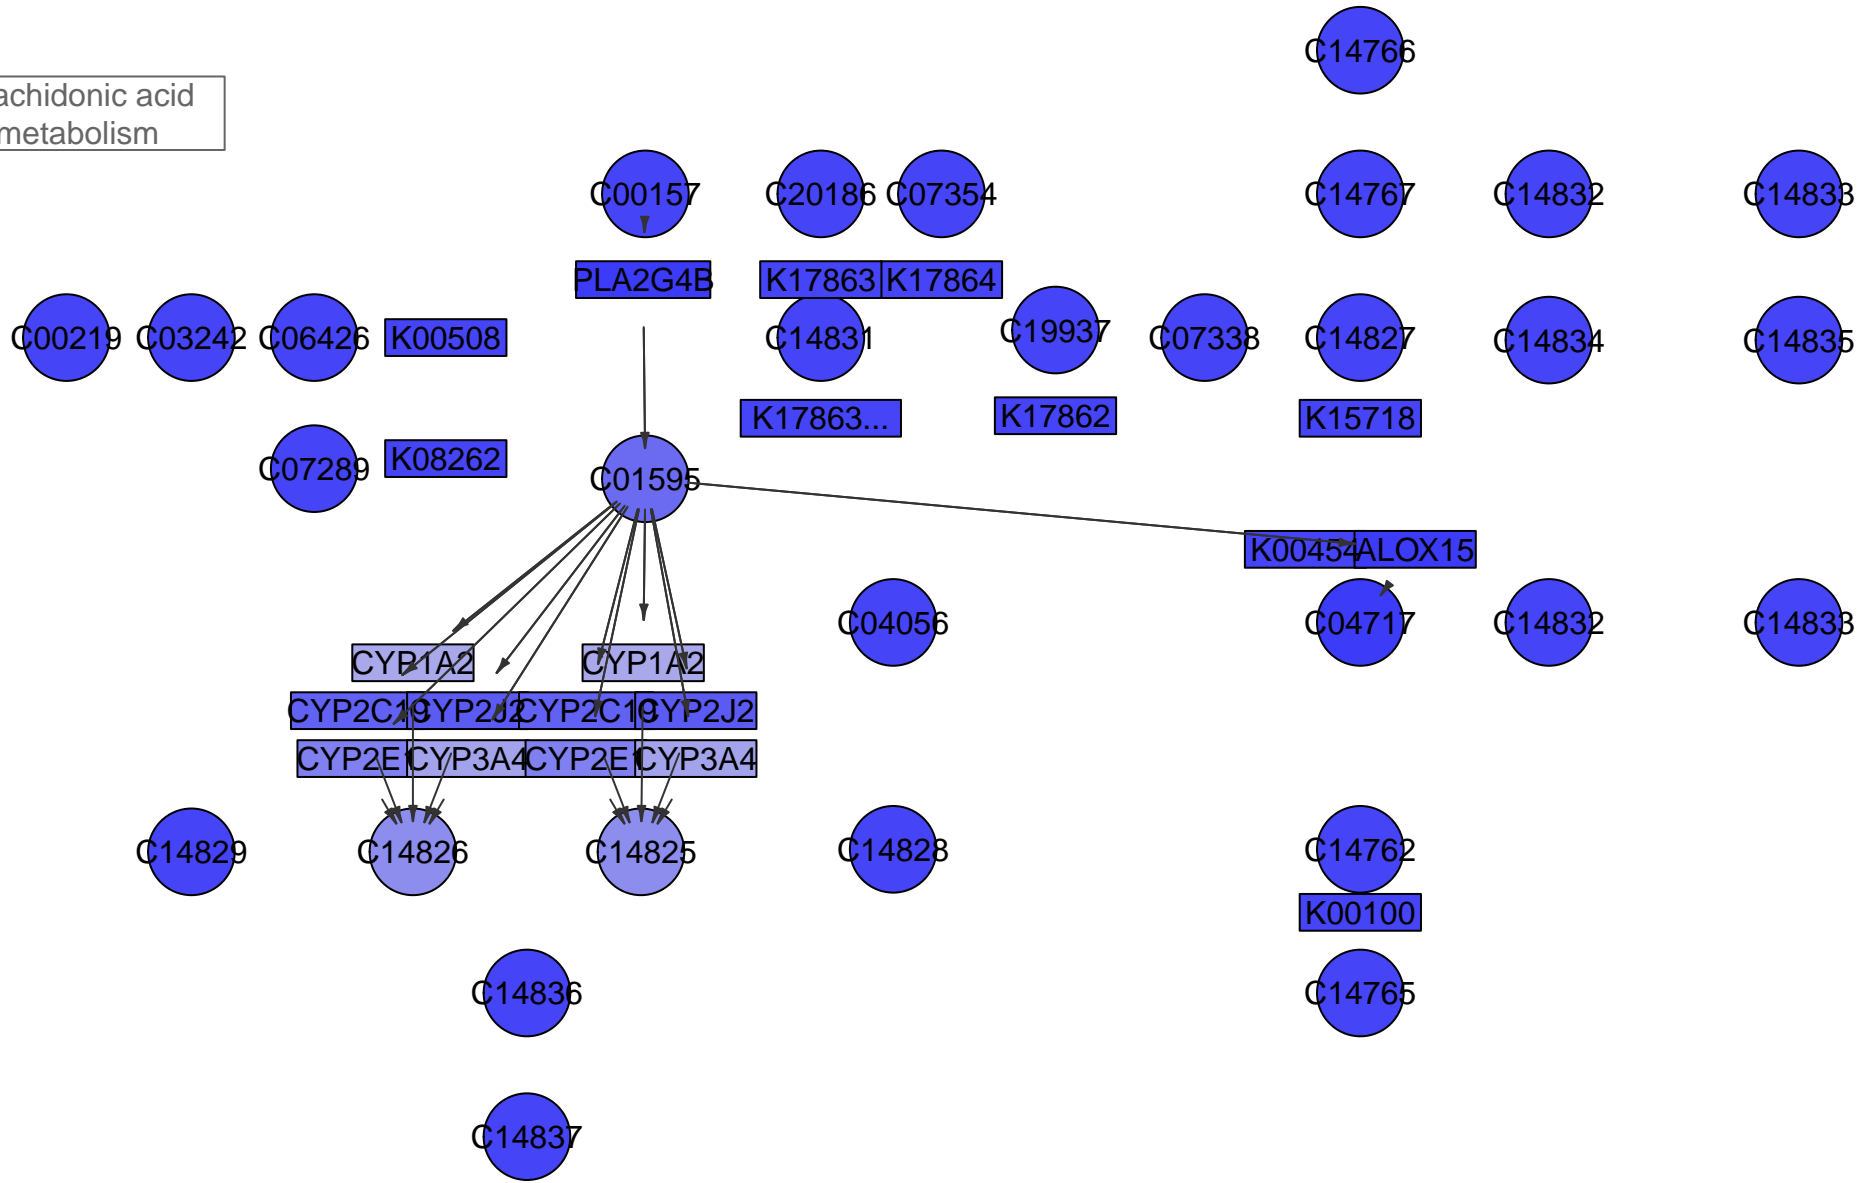 C14766
achidonic acid
metabolism
C00157
C20186
C07354
C14767
C14832
C14833
PLA2G4B
K17863
K17864
C00219
C03242
C06426
K00508
C14831
C19937
C07338
C14827
C14834
C14835
K17863...
K17862
K15718
C07289
K08262
C01595
K00454
ALOX15
C04056
C04717
C14832
C14833
CYP1A2
CYP1A2
CYP2C19
CYP2J2
CYP2C19
CYP2J2
CYP2E1
CYP3A4
CYP2E1
CYP3A4
C14829
C14826
C14825
C14828
C14762
K00100
C14836
C14765
C14837